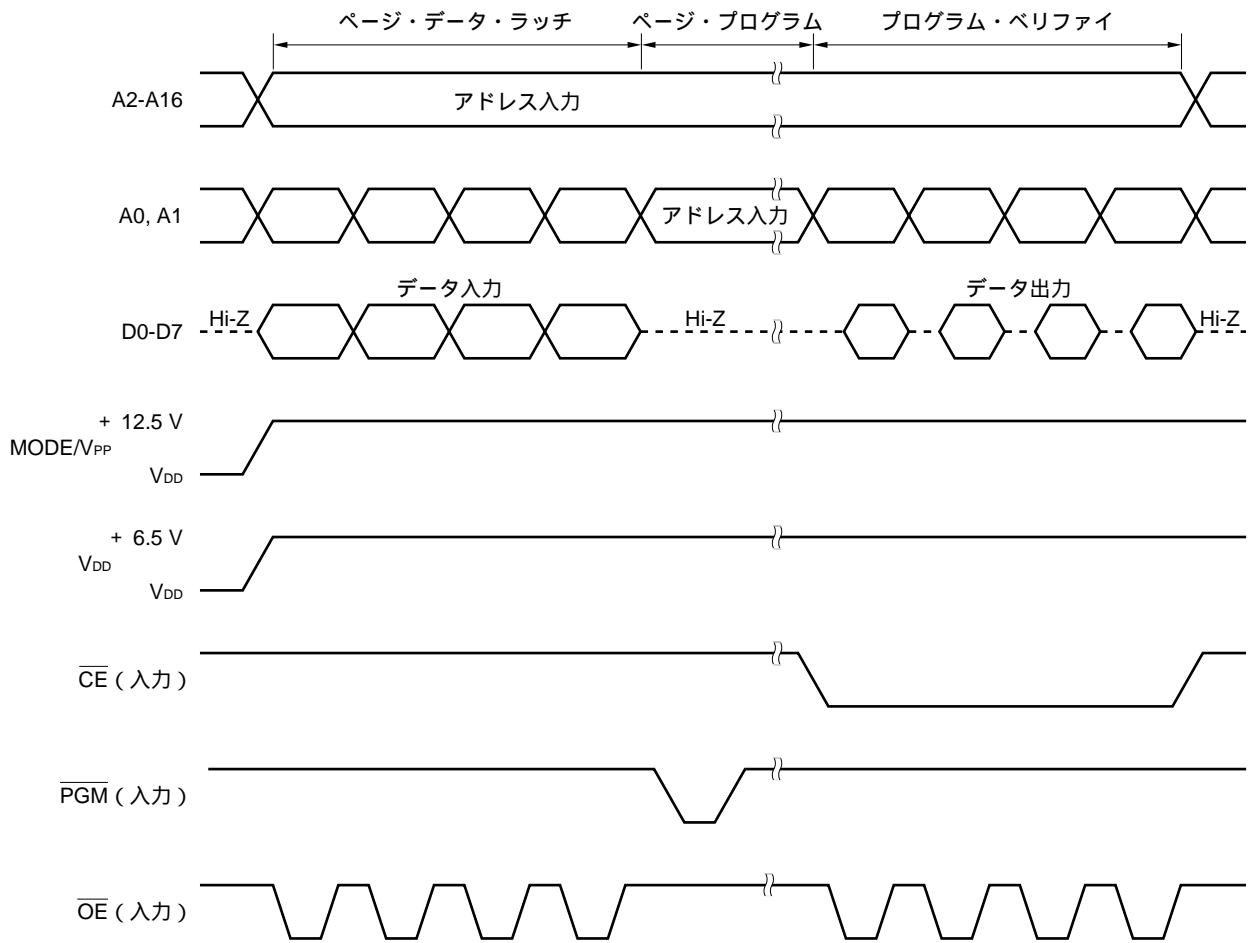 ページ・データ・ラッチ ページ・プログラム プログラム・ベリファイ
A2-A16 アドレス入力
A0, A1 アドレス入力
データ入力 データ出力
D0-D7 Hi-Z Hi-Z Hi-Z
+ 12.5 V
MODE/VPP
VDD
+ 6.5 V
VDD
VDD
CE（入力）
PGM（入力）
OE（入力）